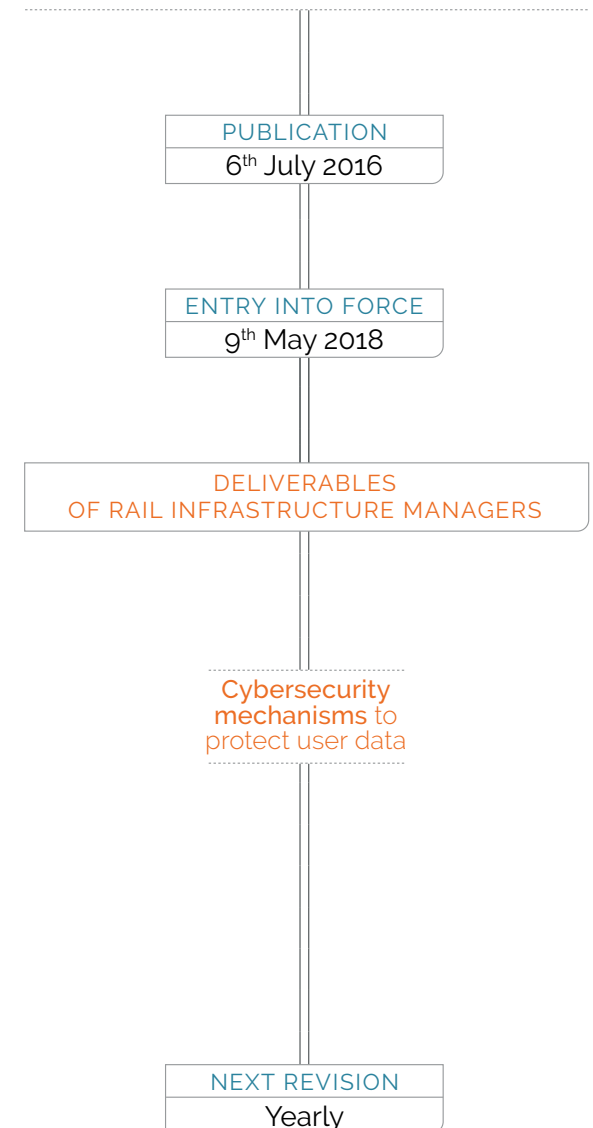 PUBLICATION
6th July 2016
ENTRY INTO FORCE
9th May 2018
DELIVERABLES
OF RAIL INFRASTRUCTURE MANAGERS
Cybersecurity
mechanisms to
protect user data
NEXT REVISION
Yearly